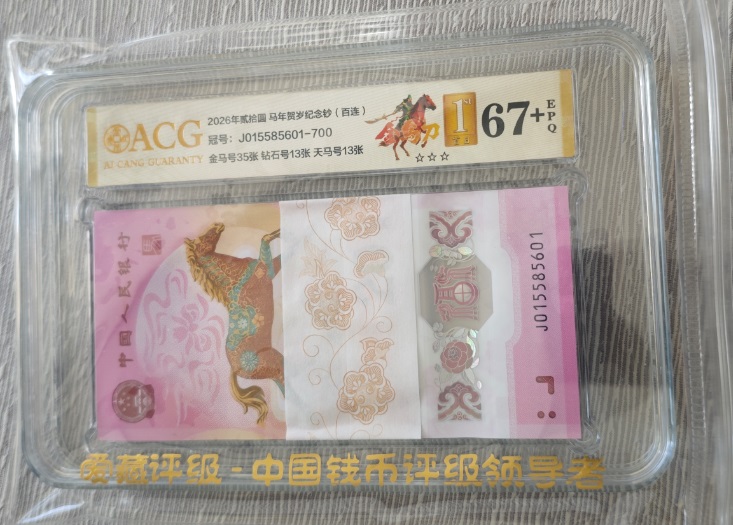 ACG
AI CANG GUARANTY
2026年贰拾圆 马年贺岁纪念钞（百连）
冠号：J015585601-700
金马号35张 钻石号13张 天马号13张
1ST
67+
EPQ
☆☆☆
中国人民银行
J015585601
爱藏评级-中国钱币评级领导者